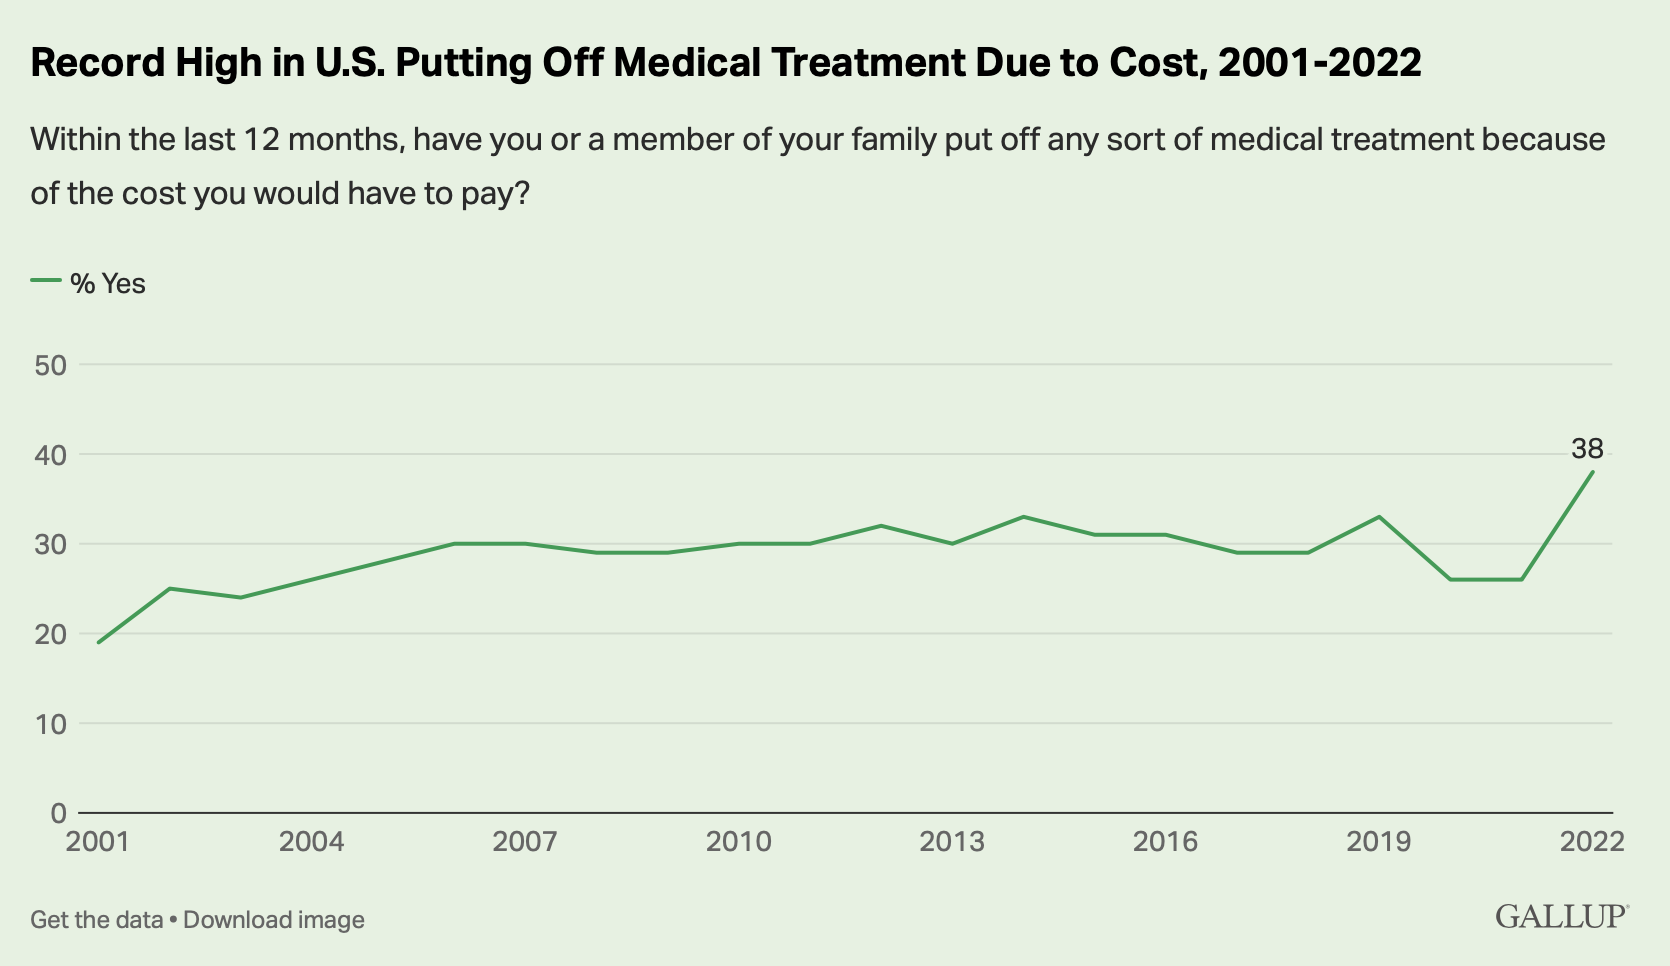 Record High in U.S. Putting Off Medical Treatment Due to Cost, 2001-2022
Within the last 12 months, have you or a member of your family put off any sort of medical treatment because
of the cost you would have to pay?
% Yes
50
40
38
30
20
10
0
2001 2004 2007 2010 2013 2016 2019 2022
Get the data • Download image
GALLUP®